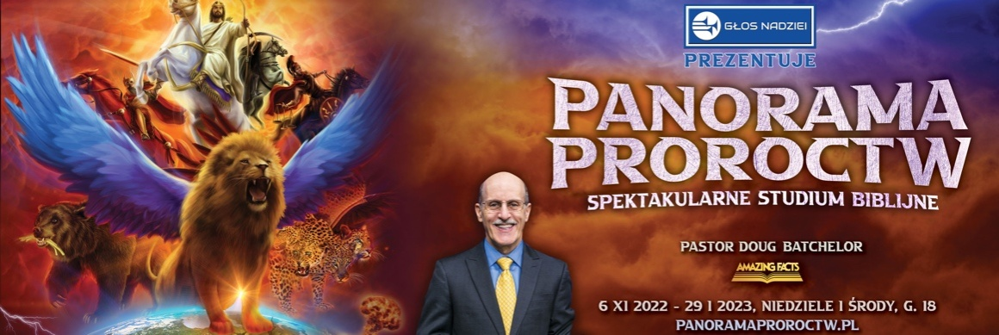 GŁOS NADZIEI
PREZENTUJE
PANORAMA
PROROCTW
SPEKTAKULARNE STUDIUM BIBLIJNE
PASTOR DOUG BATCHELOR
AMAZING FACTS
6 XI 2022 - 29 I 2023, NIEDZIELE I ŚRODY, G. 18
PANORAMAPROROCTW.PL